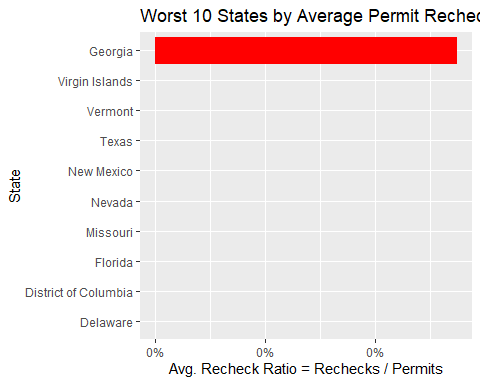 Worst 10 States by Average Permit Reche
Georgia
Virgin Islands
Vermont
Texas
New Mexico
Nevada
Missouri
Florida
District of Columbia
Delaware
State
0% 0% 0%
Avg. Recheck Ratio = Rechecks / Permits